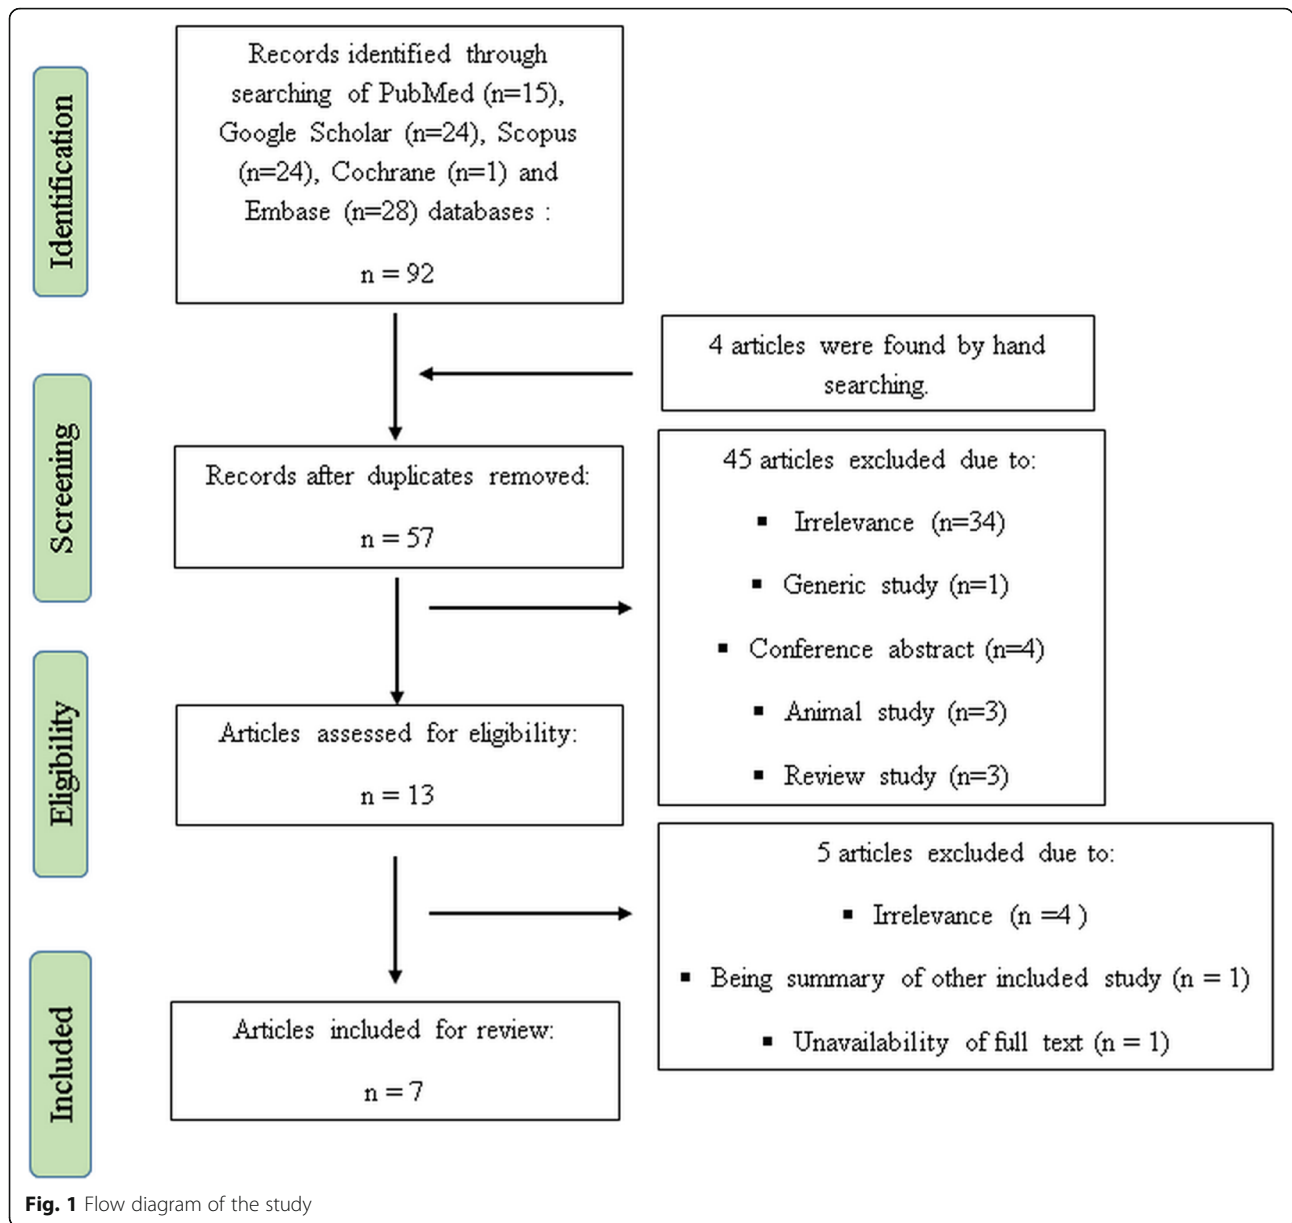 Identification
Records identified through
searching of PubMed (n=15),
Google Scholar (n=24), Scopus
(n=24), Cochrane (n=1) and
Embase (n=28) databases :
n = 92
4 articles were found by hand
searching.
Screening
Records after duplicates removed:
n = 57
45 articles excluded due to:
▪ Irrelevance (n=34)
▪ Generic study (n=1)
▪ Conference abstract (n=4)
▪ Animal study (n=3)
▪ Review study (n=3)
Eligibility
Articles assessed for eligibility:
n = 13
5 articles excluded due to:
▪ Irrelevance (n =4 )
▪ Being summary of other included study (n = 1)
▪ Unavailability of full text (n = 1)
Included
Articles included for review:
n = 7
Fig. 1 Flow diagram of the study